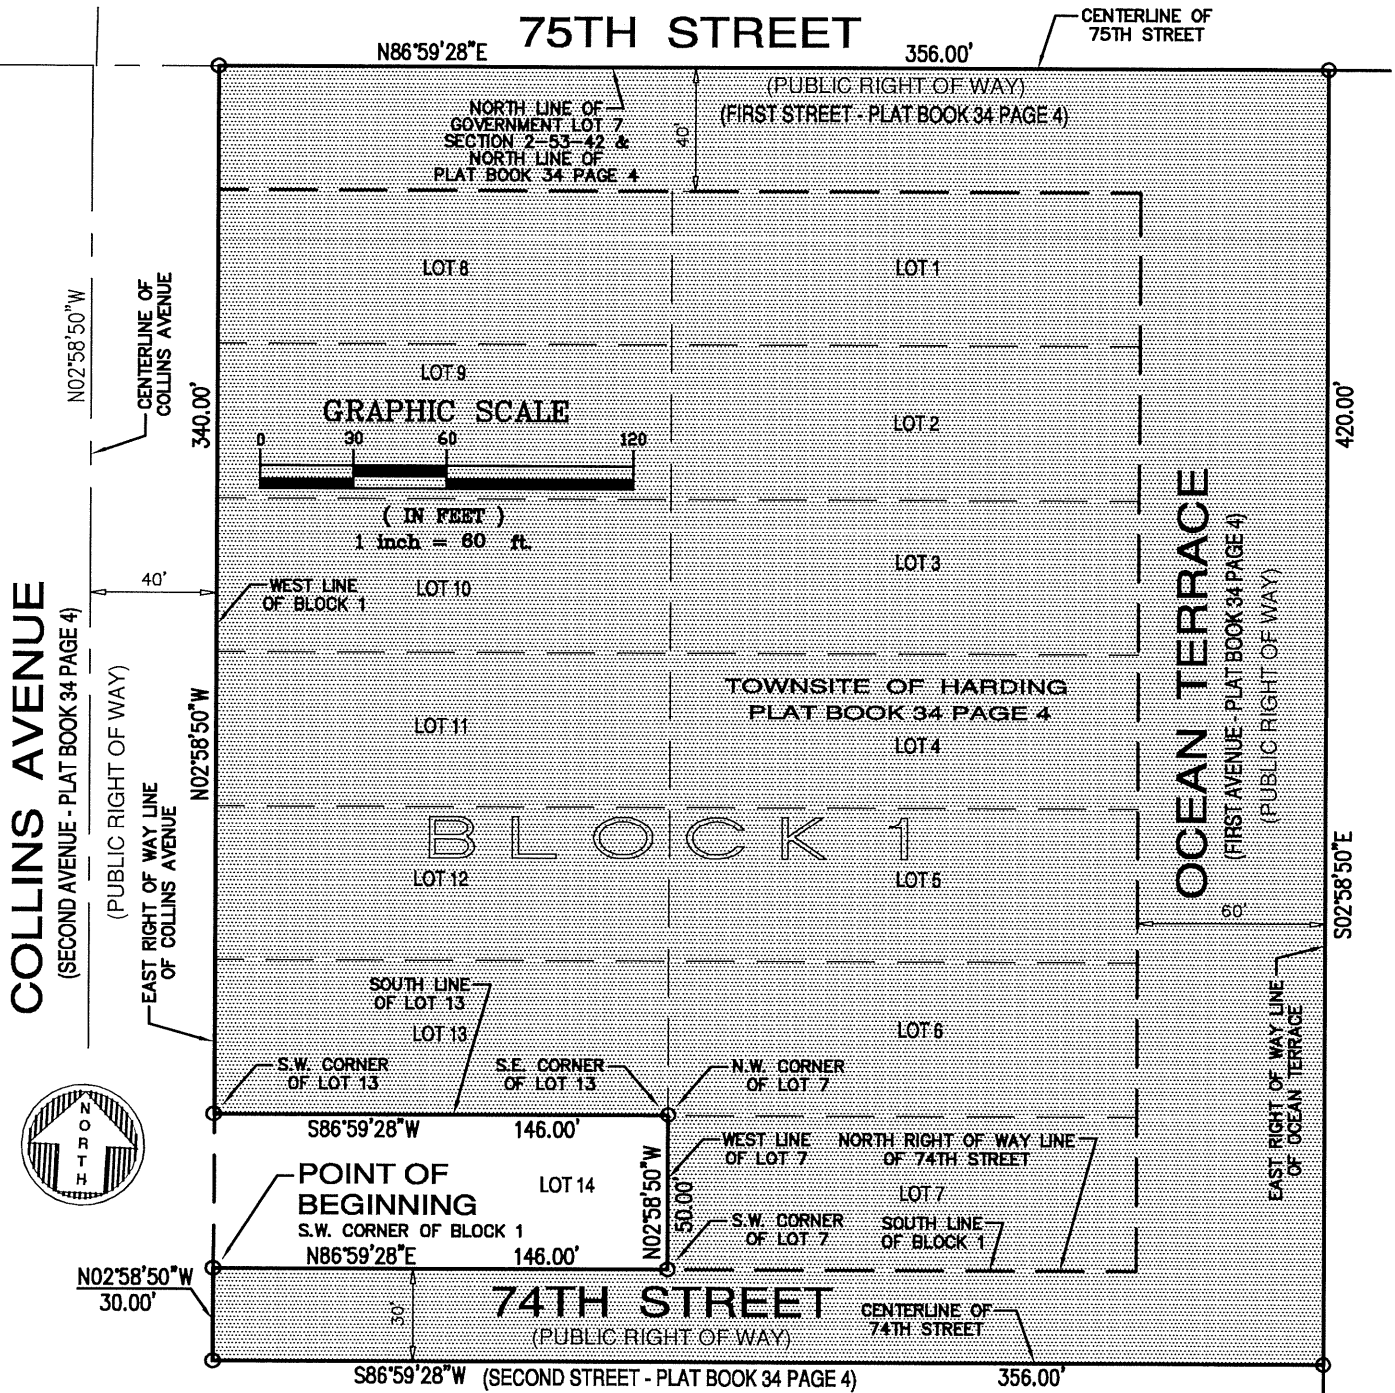 75TH STREET
N86°59'28"E
356.00'
CENTERLINE OF
75TH STREET
(PUBLIC RIGHT OF WAY)
(FIRST STREET - PLAT BOOK 34 PAGE 4)
NORTH LINE OF
GOVERNMENT LOT 7
SECTION 2-53-42 &
NORTH LINE OF
PLAT BOOK 34 PAGE 4
40'
LOT 8
LOT 1
N02°58'50"W
CENTERLINE OF
COLLINS AVENUE
340.00'
LOT 9
LOT 2
420.00'
GRAPHIC SCALE
0 30 60 120
( IN FEET )
1 inch = 60 ft.
LOT 3
40'
WEST LINE
OF BLOCK 1
LOT 10
COLLINS AVENUE
(SECOND AVENUE - PLAT BOOK 34 PAGE 4)
(PUBLIC RIGHT OF WAY)
N02°58'50"W
OCEAN TERRACE
(FIRST AVENUE - PLAT BOOK 34 PAGE 4)
(PUBLIC RIGHT OF WAY)
TOWNSITE OF HARDING
PLAT BOOK 34 PAGE 4
LOT 11
LOT 4
BLOCK 1
LOT 12
LOT 5
S02°58'50"E
60'
EAST RIGHT OF WAY LINE
OF COLLINS AVENUE
SOUTH LINE
OF LOT 13
LOT 13
LOT 6
EAST RIGHT OF WAY LINE
OF OCEAN TERRACE
S.W. CORNER
OF LOT 13
S.E. CORNER
OF LOT 13
N.W. CORNER
OF LOT 7
NORTH
S86°59'28"W
146.00'
WEST LINE
OF LOT 7
NORTH RIGHT OF WAY LINE
OF 74TH STREET
POINT OF
BEGINNING
S.W. CORNER OF BLOCK 1
LOT 14
N02°58'50"W
50.00'
LOT 7
S.W. CORNER
OF LOT 7
SOUTH LINE
OF BLOCK 1
N86°59'28"E
146.00'
N02°58'50"W
30.00'
30'
74TH STREET
(PUBLIC RIGHT OF WAY)
CENTERLINE OF
74TH STREET
S86°59'28"W
(SECOND STREET - PLAT BOOK 34 PAGE 4)
356.00'